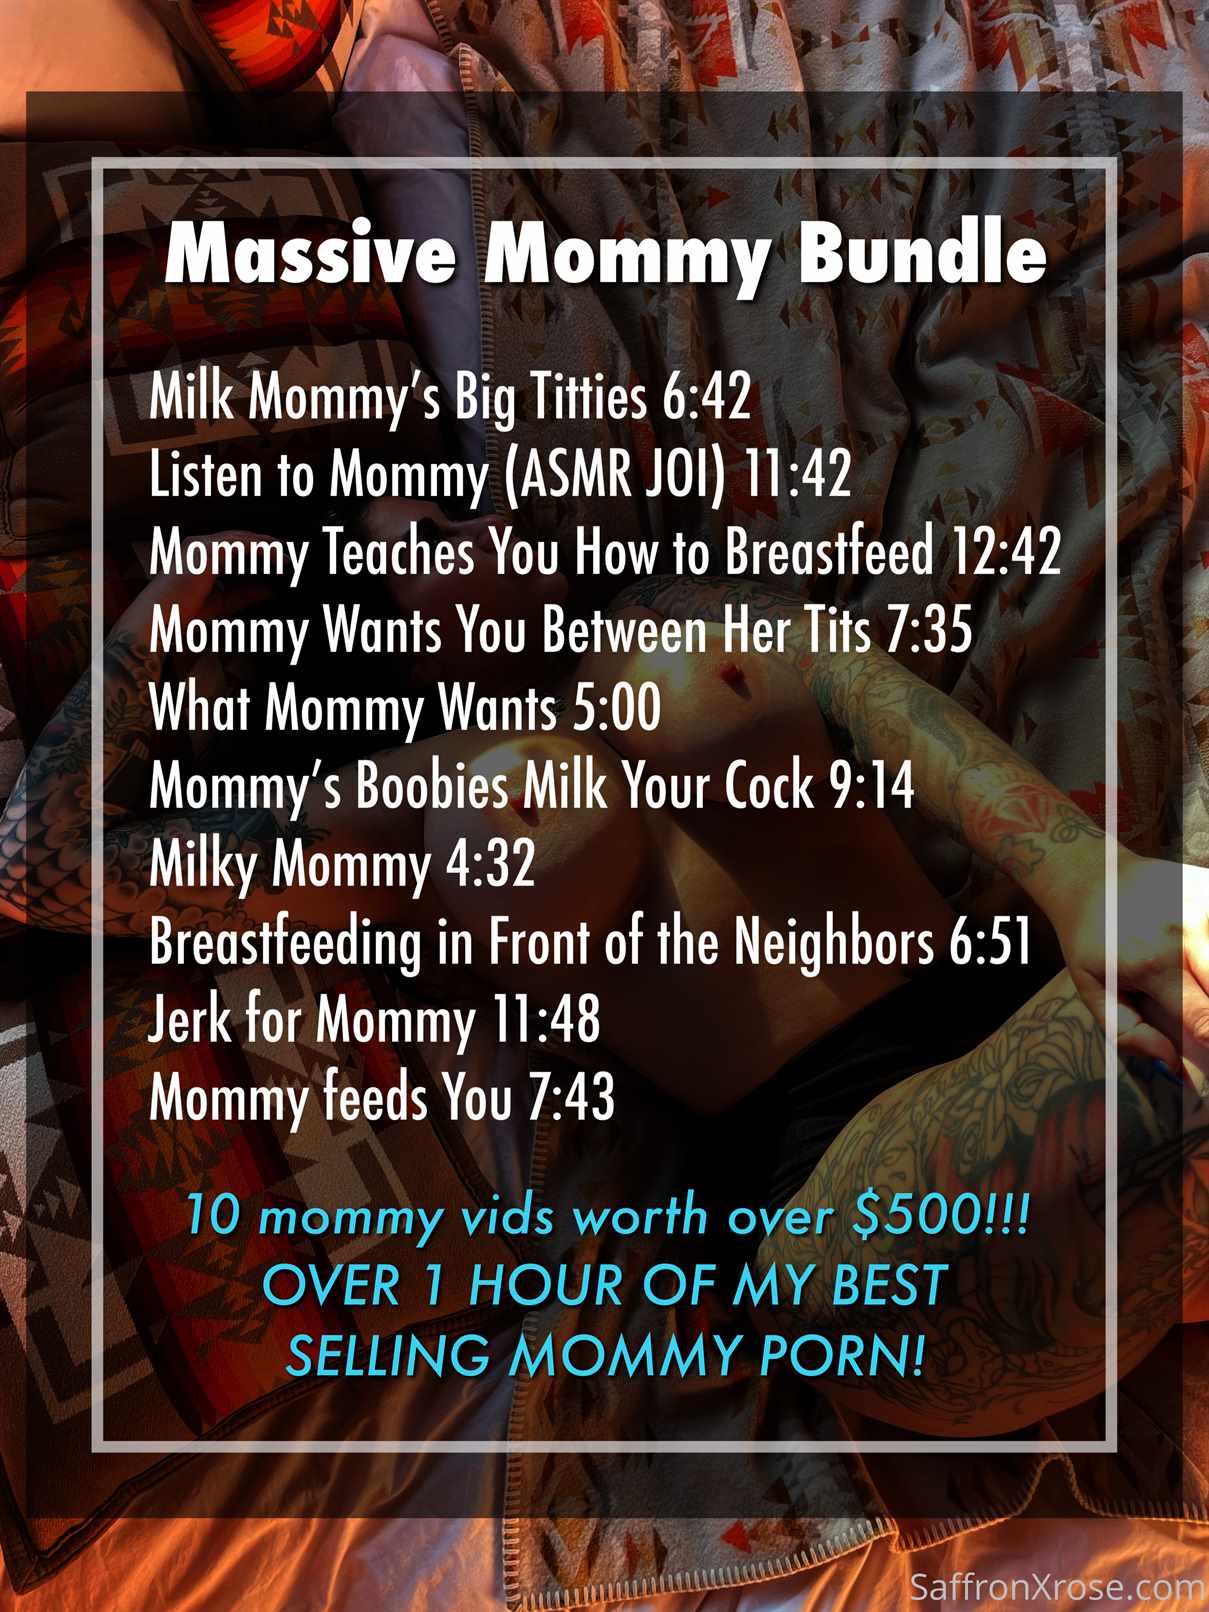 Massive Mommy Bundle
Milk Mommy’s Big Titties 6:42
Listen to Mommy (ASMR JOI) 11:42
Mommy Teaches You How to Breastfeed 12:42
Mommy Wants You Between Her Tits 7:35
What Mommy Wants 5:00
Mommy’s Boobies Milk Your Cock 9:14
Milky Mommy 4:32
Breastfeeding in Front of the Neighbors 6:51
Jerk for Mommy 11:48
Mommy feeds You 7:43
10 mommy vids worth over $500!!!
OVER 1 HOUR OF MY BEST
SELLING MOMMY PORN!
SaffronXrose.com